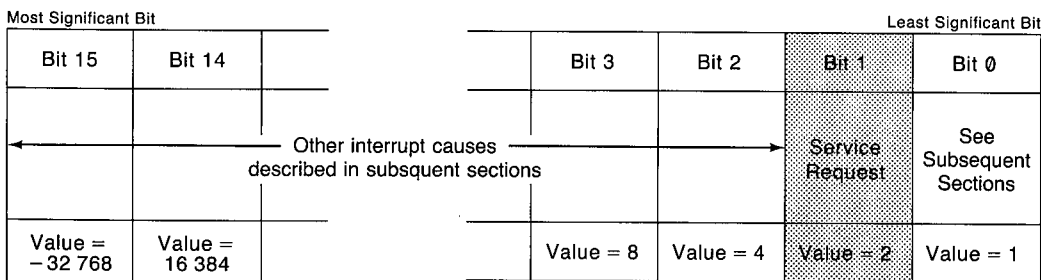 Most Significant Bit
Least Significant Bit
Bit 15
Bit 14
Bit 3
Bit 2
Bit 1
Bit 0
Other interrupt causes
described in subsquent sections
Service
Request
See
Subsequent
Sections
Value =
−32 768
Value =
16 384
Value = 8
Value = 4
Value = 2
Value = 1